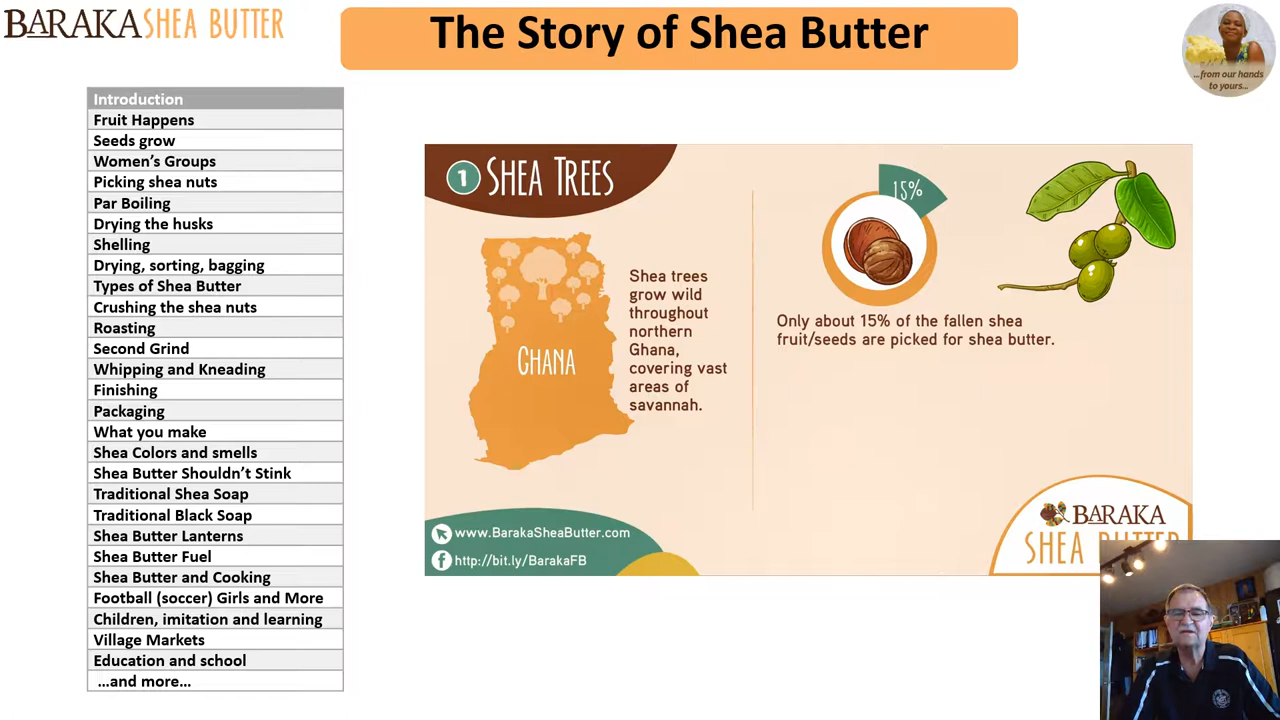 BARAKA SHEA BUTTER
The Story of Shea Butter
...from our hands
to yours...
Introduction
Fruit Happens
Seeds grow
Women's Groups
Picking shea nuts
Par Boiling
Drying the husks
Shelling
Drying, sorting, bagging
Types of Shea Butter
Crushing the shea nuts
Roasting
Second Grind
Whipping and Kneading
Finishing
Packaging
What you make
Shea Colors and smells
Shea Butter Shouldn't Stink
Traditional Shea Soap
Traditional Black Soap
Shea Butter Lanterns
Shea Butter Fuel
Shea Butter and Cooking
Football (soccer) Girls and More
Children, imitation and learning
Village Markets
Education and school
...and more...
1 SHEA TREES
GHANA
Shea trees
grow wild
throughout
northern
Ghana,
covering vast
areas of
savannah.
15%
Only about 15% of the fallen shea
fruit/seeds are picked for shea butter.
www.BarakaSheaButter.com
http://bit.ly/BarakaFB
BARAKA
SHEA BUTTER